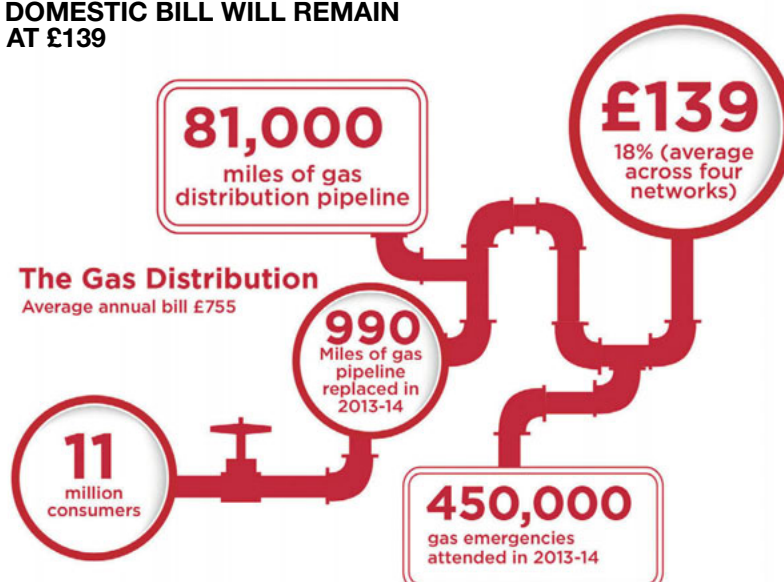 DOMESTIC BILL WILL REMAIN
AT £139
81,000
miles of gas
distribution pipeline
£139
18% (average
across four
networks)
The Gas Distribution
Average annual bill £755
990
Miles of gas
pipeline
replaced in
2013-14
11
million
consumers
450,000
gas emergencies
attended in 2013-14